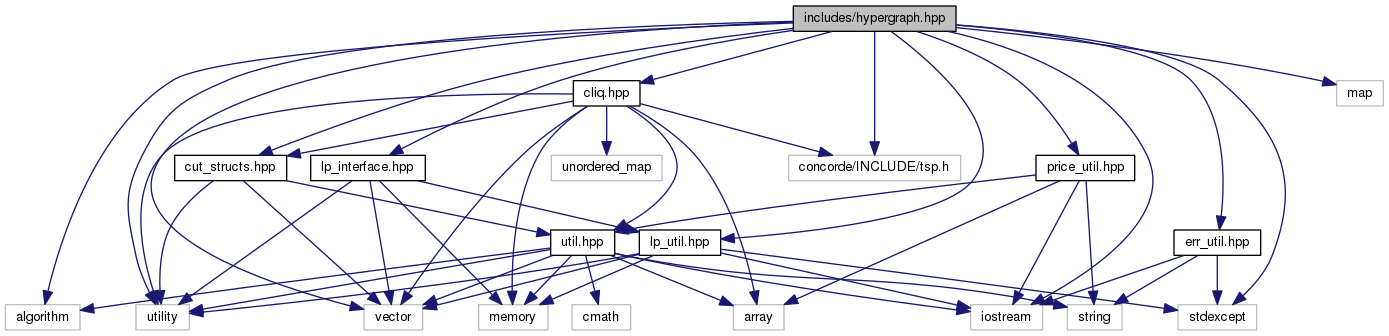 includes/hypergraph.hpp
cliq.hpp
map
cut_structs.hpp
lp_interface.hpp
unordered_map
concorde/INCLUDE/tsp.h
price_util.hpp
util.hpp
lp_util.hpp
err_util.hpp
algorithm
utility
vector
memory
cmath
array
iostream
string
stdexcept